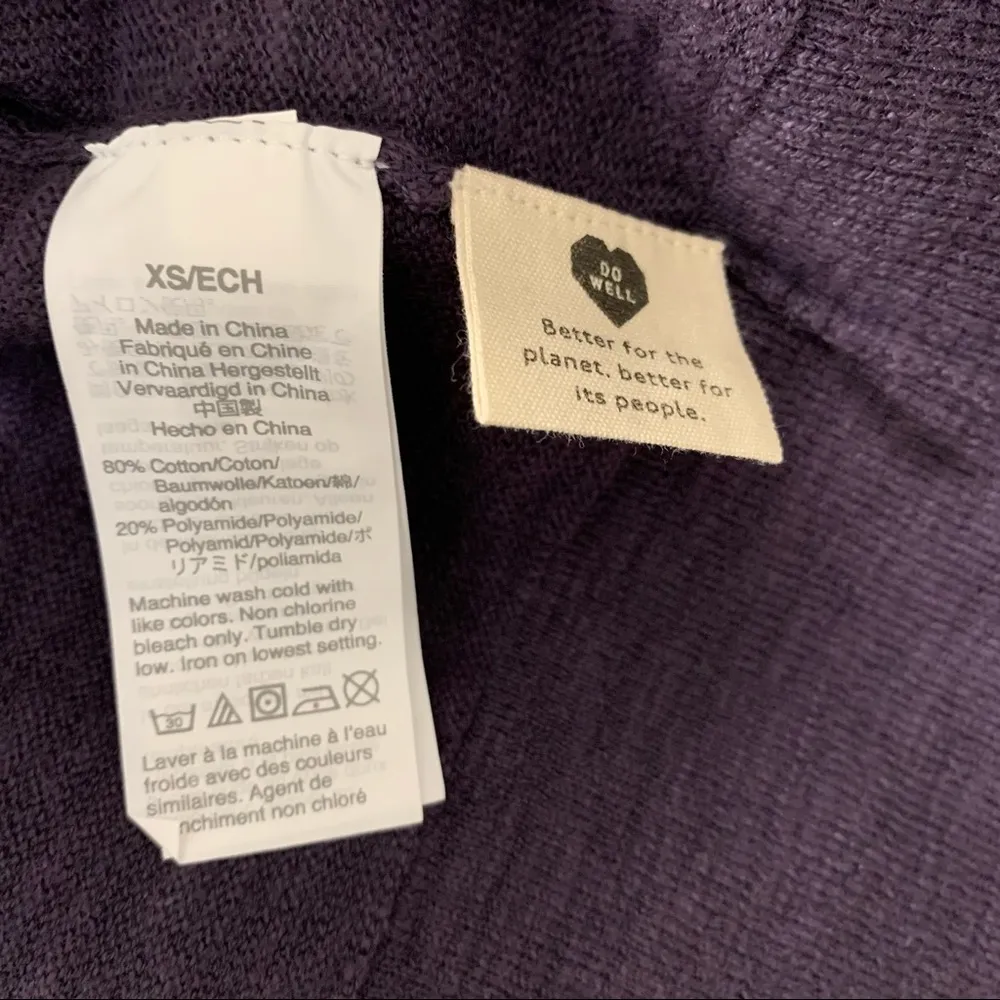 XS/ECH
Made in China
Fabriqué en Chine
in China Hergestellt
Vervaardigd in China
中国製
Hecho en China
80% Cotton/Coton/
Baumwolle/Katoen/綿/
algodón
20% Polyamide/Polyamide/
Polyamid/Polyamide/ポ
リアミド/poliamida
Machine wash cold with
like colors. Non chlorine
bleach only. Tumble dry
low. Iron on lowest setting.
30
Laver à la machine à l'eau
froide avec des couleurs
similaires. Agent de
nchiment non chloré
DO
WELL
Better for the
planet. better for
its people.